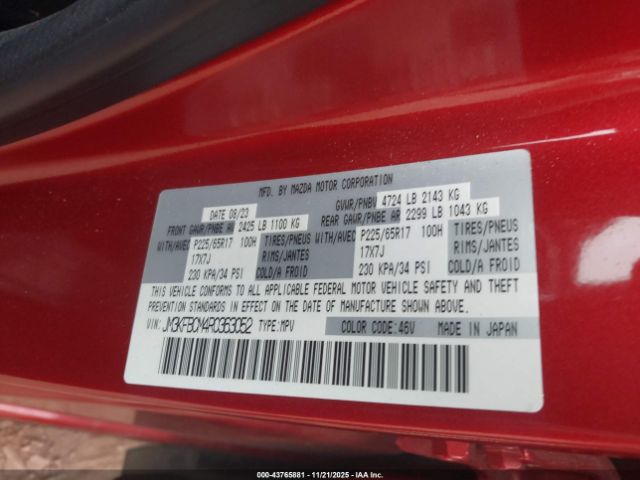 MFD. BY MAZDA MOTOR CORPORATION
DATE 08/23 GVWR/PNBV 4724 LB 2143 KG
FRONT GAWR/PNBE AR 2425 LB 1100 KG REAR GAWR/PNBE AR 2299 LB 1043 KG
WITH/AVEC P225/65R17 100H TIRES/PNEUS WITH/AVEC P225/65R17 100H TIRES/PNEUS
17X7J RIMS/JANTES 17X7J RIMS/JANTES
230 KPA/34 PSI COLD/A FROID 230 KPA/34 PSI COLD/A FROID
THIS VEHICLE CONFORMS TO ALL APPLICABLE FEDERAL MOTOR VEHICLE SAFETY AND THEFT
PREVENTION STANDARDS IN EFFECT ON THE DATE OF MANUFACTURE SHOWN ABOVE.
VIN: JM3KFBCM4R0363052 TYPE:MPV COLOR CODE:46V MADE IN JAPAN
000-43765881 - 11/21/2025 - IAAI.COM